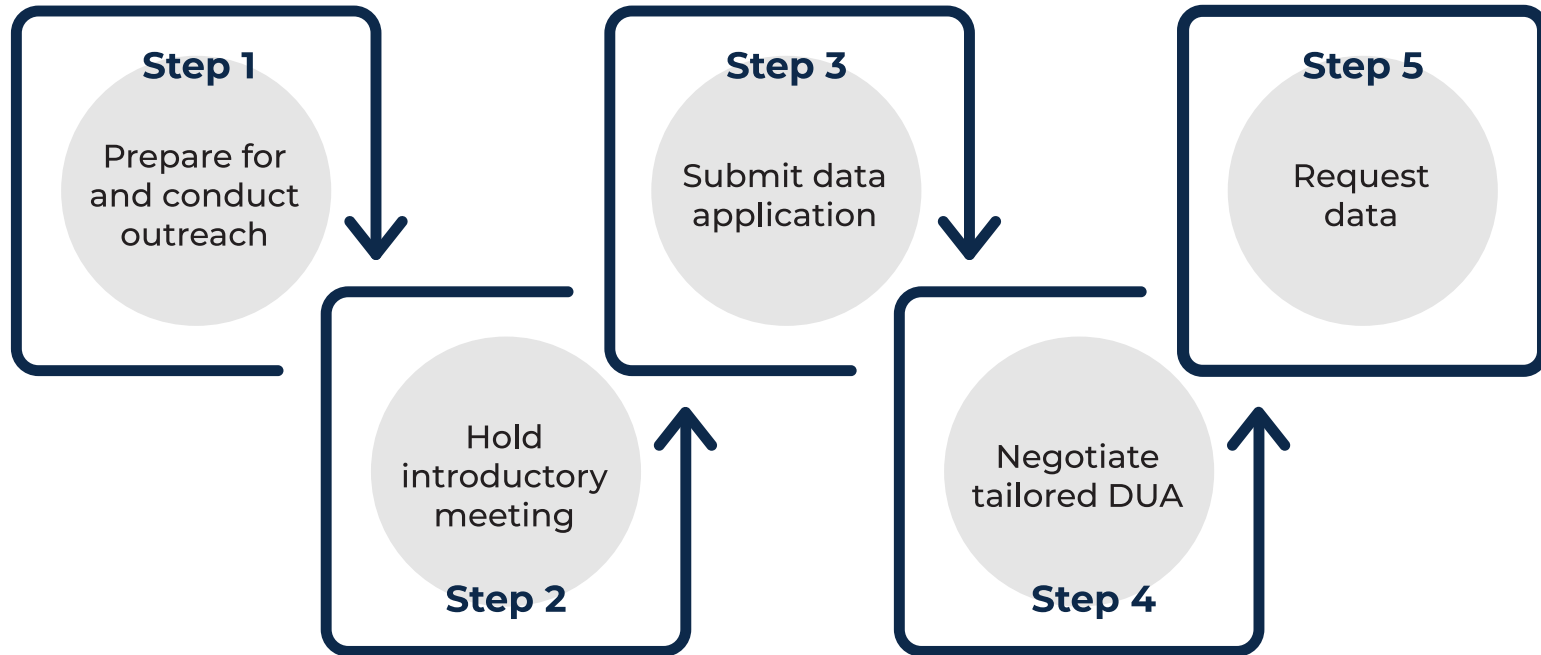 Step 1
Prepare for
and conduct
outreach
Hold
introductory
meeting
Step 2
Step 3
Submit data
application
Negotiate
tailored DUA
Step 4
Step 5
Request
data